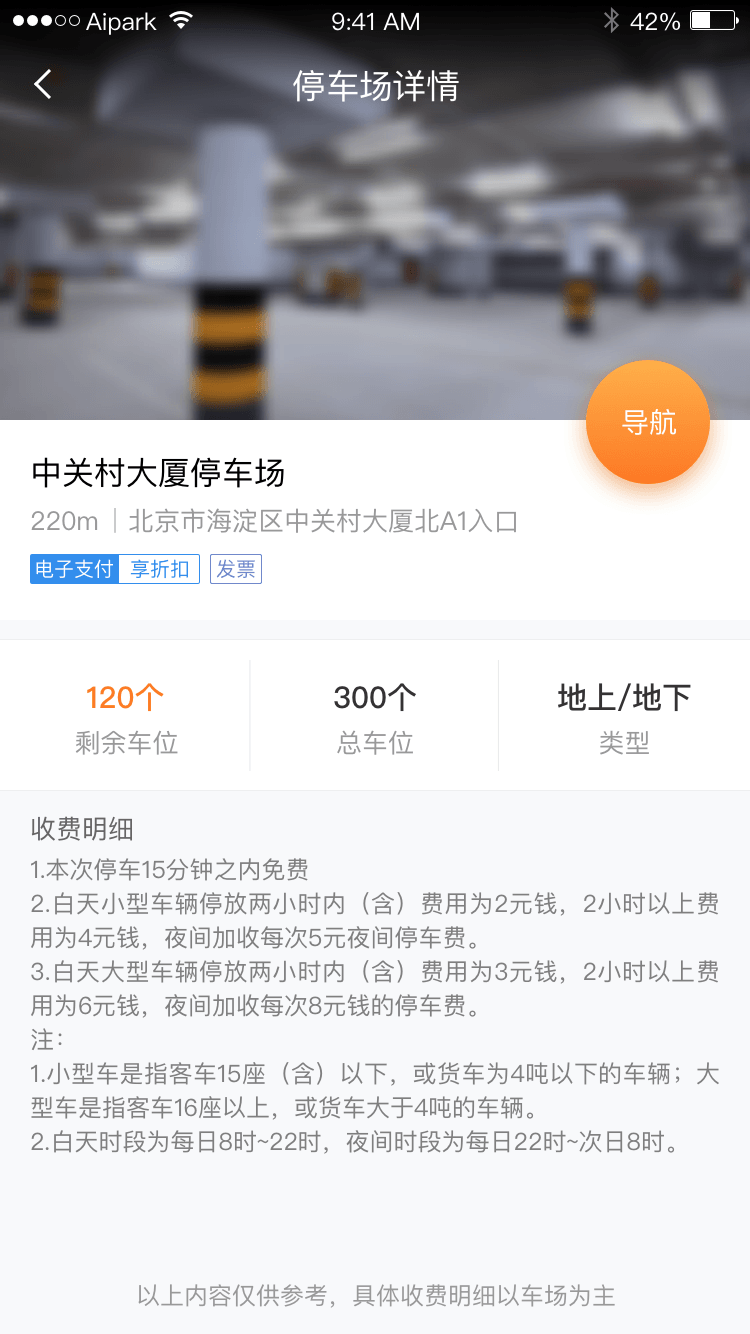 Aipark 9:41 AM 42%
停车场详情
导航
中关村大厦停车场
220m 北京市海淀区中关村大厦北A1入口
电子支付 享折扣 发票
120个 300个 地上/地下
剩余车位 总车位 类型
收费明细
1.本次停车15分钟之内免费
2.白天小型车辆停放两小时内（含）费用为2元钱，2小时以上费
用为4元钱，夜间加收每次5元夜间停车费。
3.白天大型车辆停放两小时内（含）费用为3元钱，2小时以上费
用为6元钱，夜间加收每次8元钱的停车费。
注：
1.小型车是指客车15座（含）以下，或货车为4吨以下的车辆；大
型车是指客车16座以上，或货车大于4吨的车辆。
2.白天时段为每日8时~22时，夜间时段为每日22时~次日8时。
以上内容仅供参考，具体收费明细以车场为主